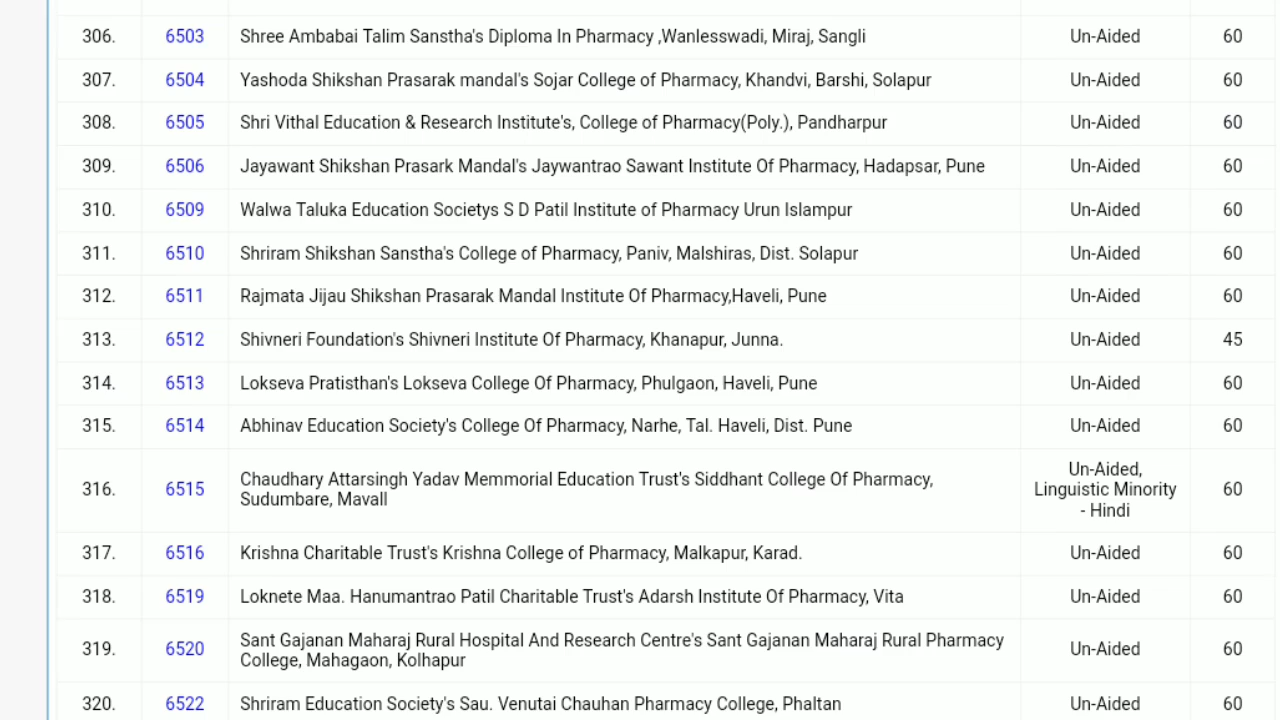 306. 6503 Shree Ambabai Talim Sanstha's Diploma In Pharmacy ,Wanlesswadi, Miraj, Sangli Un-Aided 60
307. 6504 Yashoda Shikshan Prasarak mandal's Sojar College of Pharmacy, Khandvi, Barshi, Solapur Un-Aided 60
308. 6505 Shri Vithal Education & Research Institute's, College of Pharmacy(Poly.), Pandharpur Un-Aided 60
309. 6506 Jayawant Shikshan Prasark Mandal's Jaywantrao Sawant Institute Of Pharmacy, Hadapsar, Pune Un-Aided 60
310. 6509 Walwa Taluka Education Societys S D Patil Institute of Pharmacy Urun Islampur Un-Aided 60
311. 6510 Shriram Shikshan Sanstha's College of Pharmacy, Paniv, Malshiras, Dist. Solapur Un-Aided 60
312. 6511 Rajmata Jijau Shikshan Prasarak Mandal Institute Of Pharmacy,Haveli, Pune Un-Aided 60
313. 6512 Shivneri Foundation's Shivneri Institute Of Pharmacy, Khanapur, Junna. Un-Aided 45
314. 6513 Lokseva Pratisthan's Lokseva College Of Pharmacy, Phulgaon, Haveli, Pune Un-Aided 60
315. 6514 Abhinav Education Society's College Of Pharmacy, Narhe, Tal. Haveli, Dist. Pune Un-Aided 60
316. 6515 Chaudhary Attarsingh Yadav Memmorial Education Trust's Siddhant College Of Pharmacy,
Sudumbare, Mavall
Un-Aided,
Linguistic Minority
- Hindi
60
317. 6516 Krishna Charitable Trust's Krishna College of Pharmacy, Malkapur, Karad. Un-Aided 60
318. 6519 Loknete Maa. Hanumantrao Patil Charitable Trust's Adarsh Institute Of Pharmacy, Vita Un-Aided 60
319. 6520 Sant Gajanan Maharaj Rural Hospital And Research Centre's Sant Gajanan Maharaj Rural Pharmacy
College, Mahagaon, Kolhapur
Un-Aided 60
320. 6522 Shriram Education Society's Sau. Venutai Chauhan Pharmacy College, Phaltan Un-Aided 60